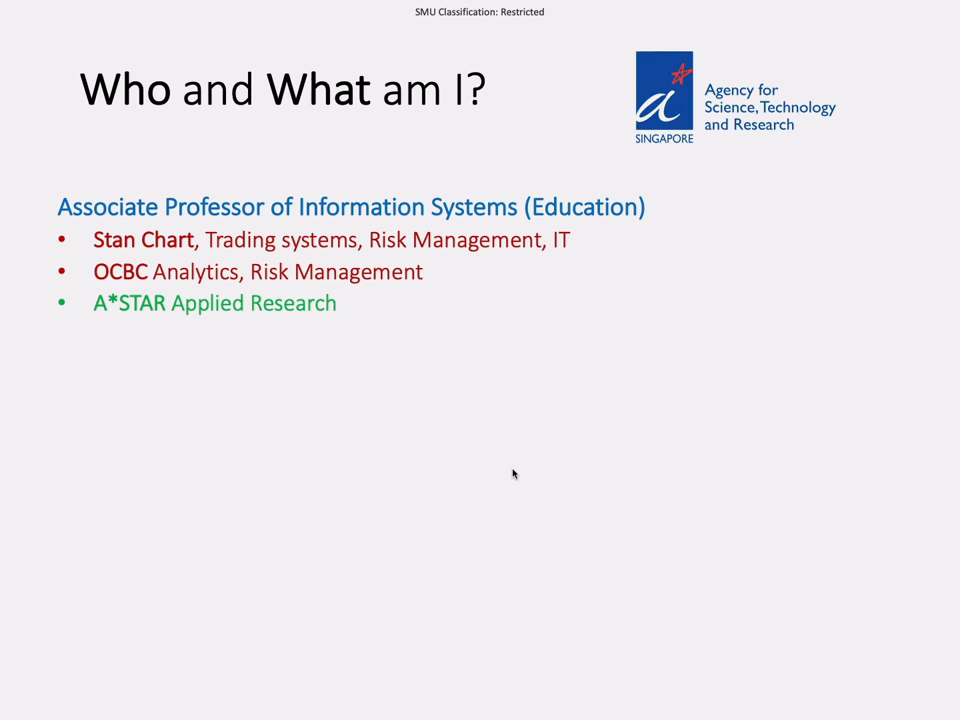 SMU Classification: Restricted
Who and What am I?
a
SINGAPORE
Agency for
Science, Technology
and Research
Associate Professor of Information Systems (Education)
• Stan Chart, Trading systems, Risk Management, IT
• OCBC Analytics, Risk Management
• A*STAR Applied Research